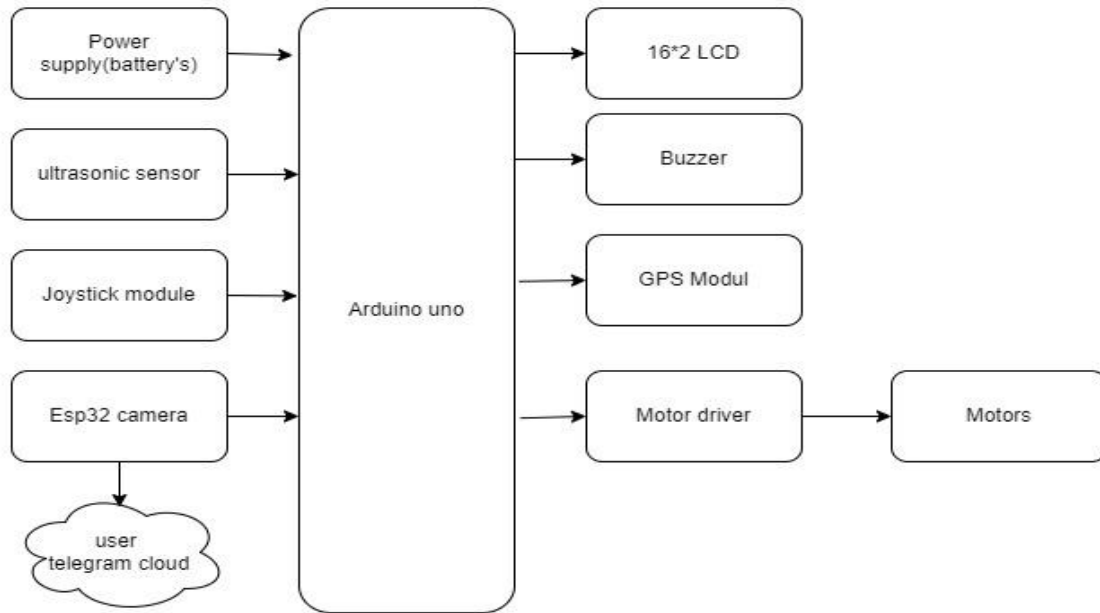 Power
supply(battery's)
ultrasonic sensor
Joystick module
Esp32 camera
user
telegram cloud
Arduino uno
16*2 LCD
Buzzer
GPS Modul
Motor driver
Motors